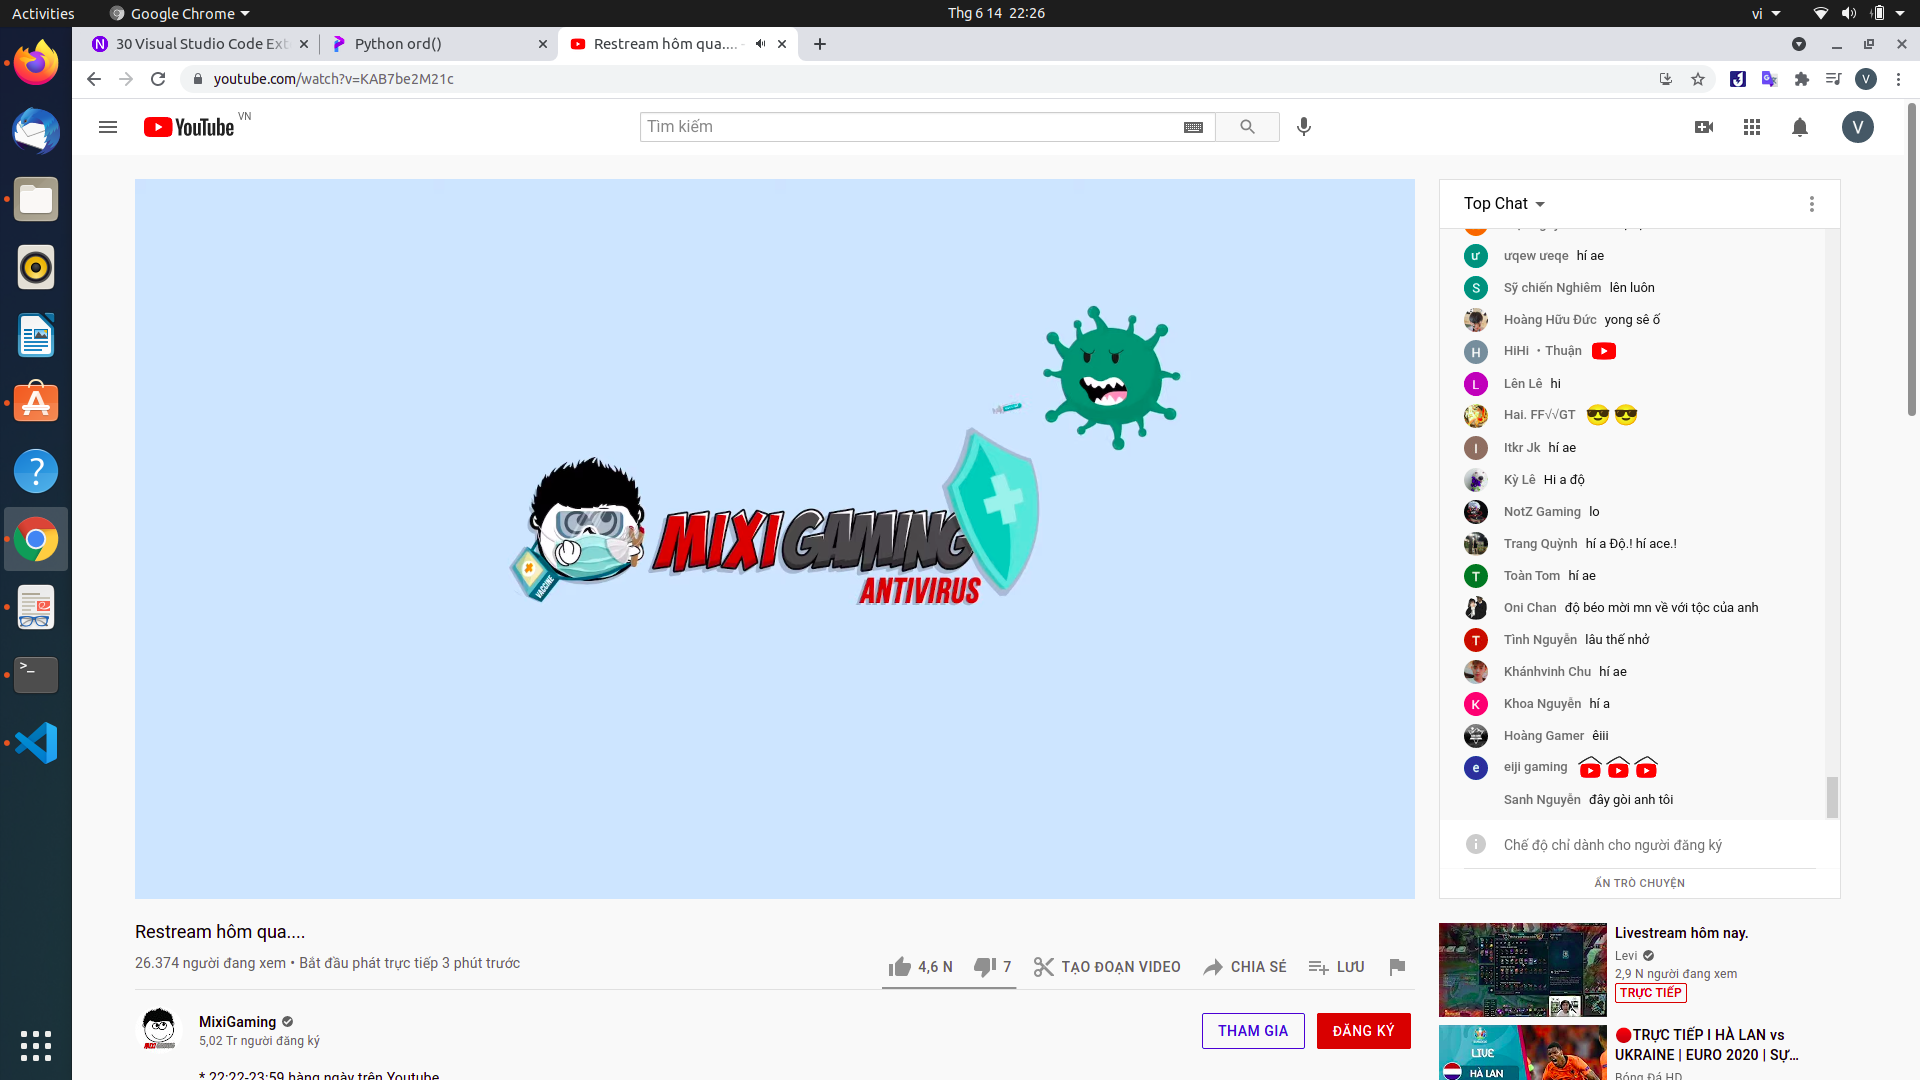 Activities
Google Chrome
Thg 6 14 22:26
vi
30 Visual Studio Code Ext
Python ord()
Restream hôm qua.... -
youtube.com/watch?v=KAB7be2M21c
V
YouTube VN
Tìm kiếm
V
VACCINE
MIXIGAMING
ANTIVIRUS
Top Chat
ưqew ưeqe hí ae
Sỹ chiến Nghiêm lên luôn
Hoàng Hữu Đức yong sê ố
HiHi・Thuận
Lên Lê hi
Hai. FF√√GT 😎😎
Itkr Jk hí ae
Kỳ Lê Hi a độ
NotZ Gaming lo
Trang Quỳnh hí a Độ.! hí ace.!
Toàn Tom hí ae
Oni Chan độ béo mời mn về với tộc của anh
Tình Nguyễn lâu thế nhở
Khánhvinh Chu hí ae
Khoa Nguyễn hí a
Hoàng Gamer êiii
eiji gaming
Sanh Nguyễn đây gòi anh tôi
Chế độ chỉ dành cho người đăng ký
ẨN TRÒ CHUYỆN
Restream hôm qua....
26.374 người đang xem • Bắt đầu phát trực tiếp 3 phút trước
4,6 N
7
TẠO ĐOẠN VIDEO
CHIA SẺ
LƯU
MixiGaming
5,02 Tr người đăng ký
THAM GIA
ĐĂNG KÝ
* 22:22-23:59 hàng ngày trên Youtube
Livestream hôm nay.
Levi
2,9 N người đang xem
TRỰC TIẾP
LIVE
HÀ LAN
🔴TRỰC TIẾP I HÀ LAN vs
UKRAINE | EURO 2020 | SỰ...
Bóng Đá HD